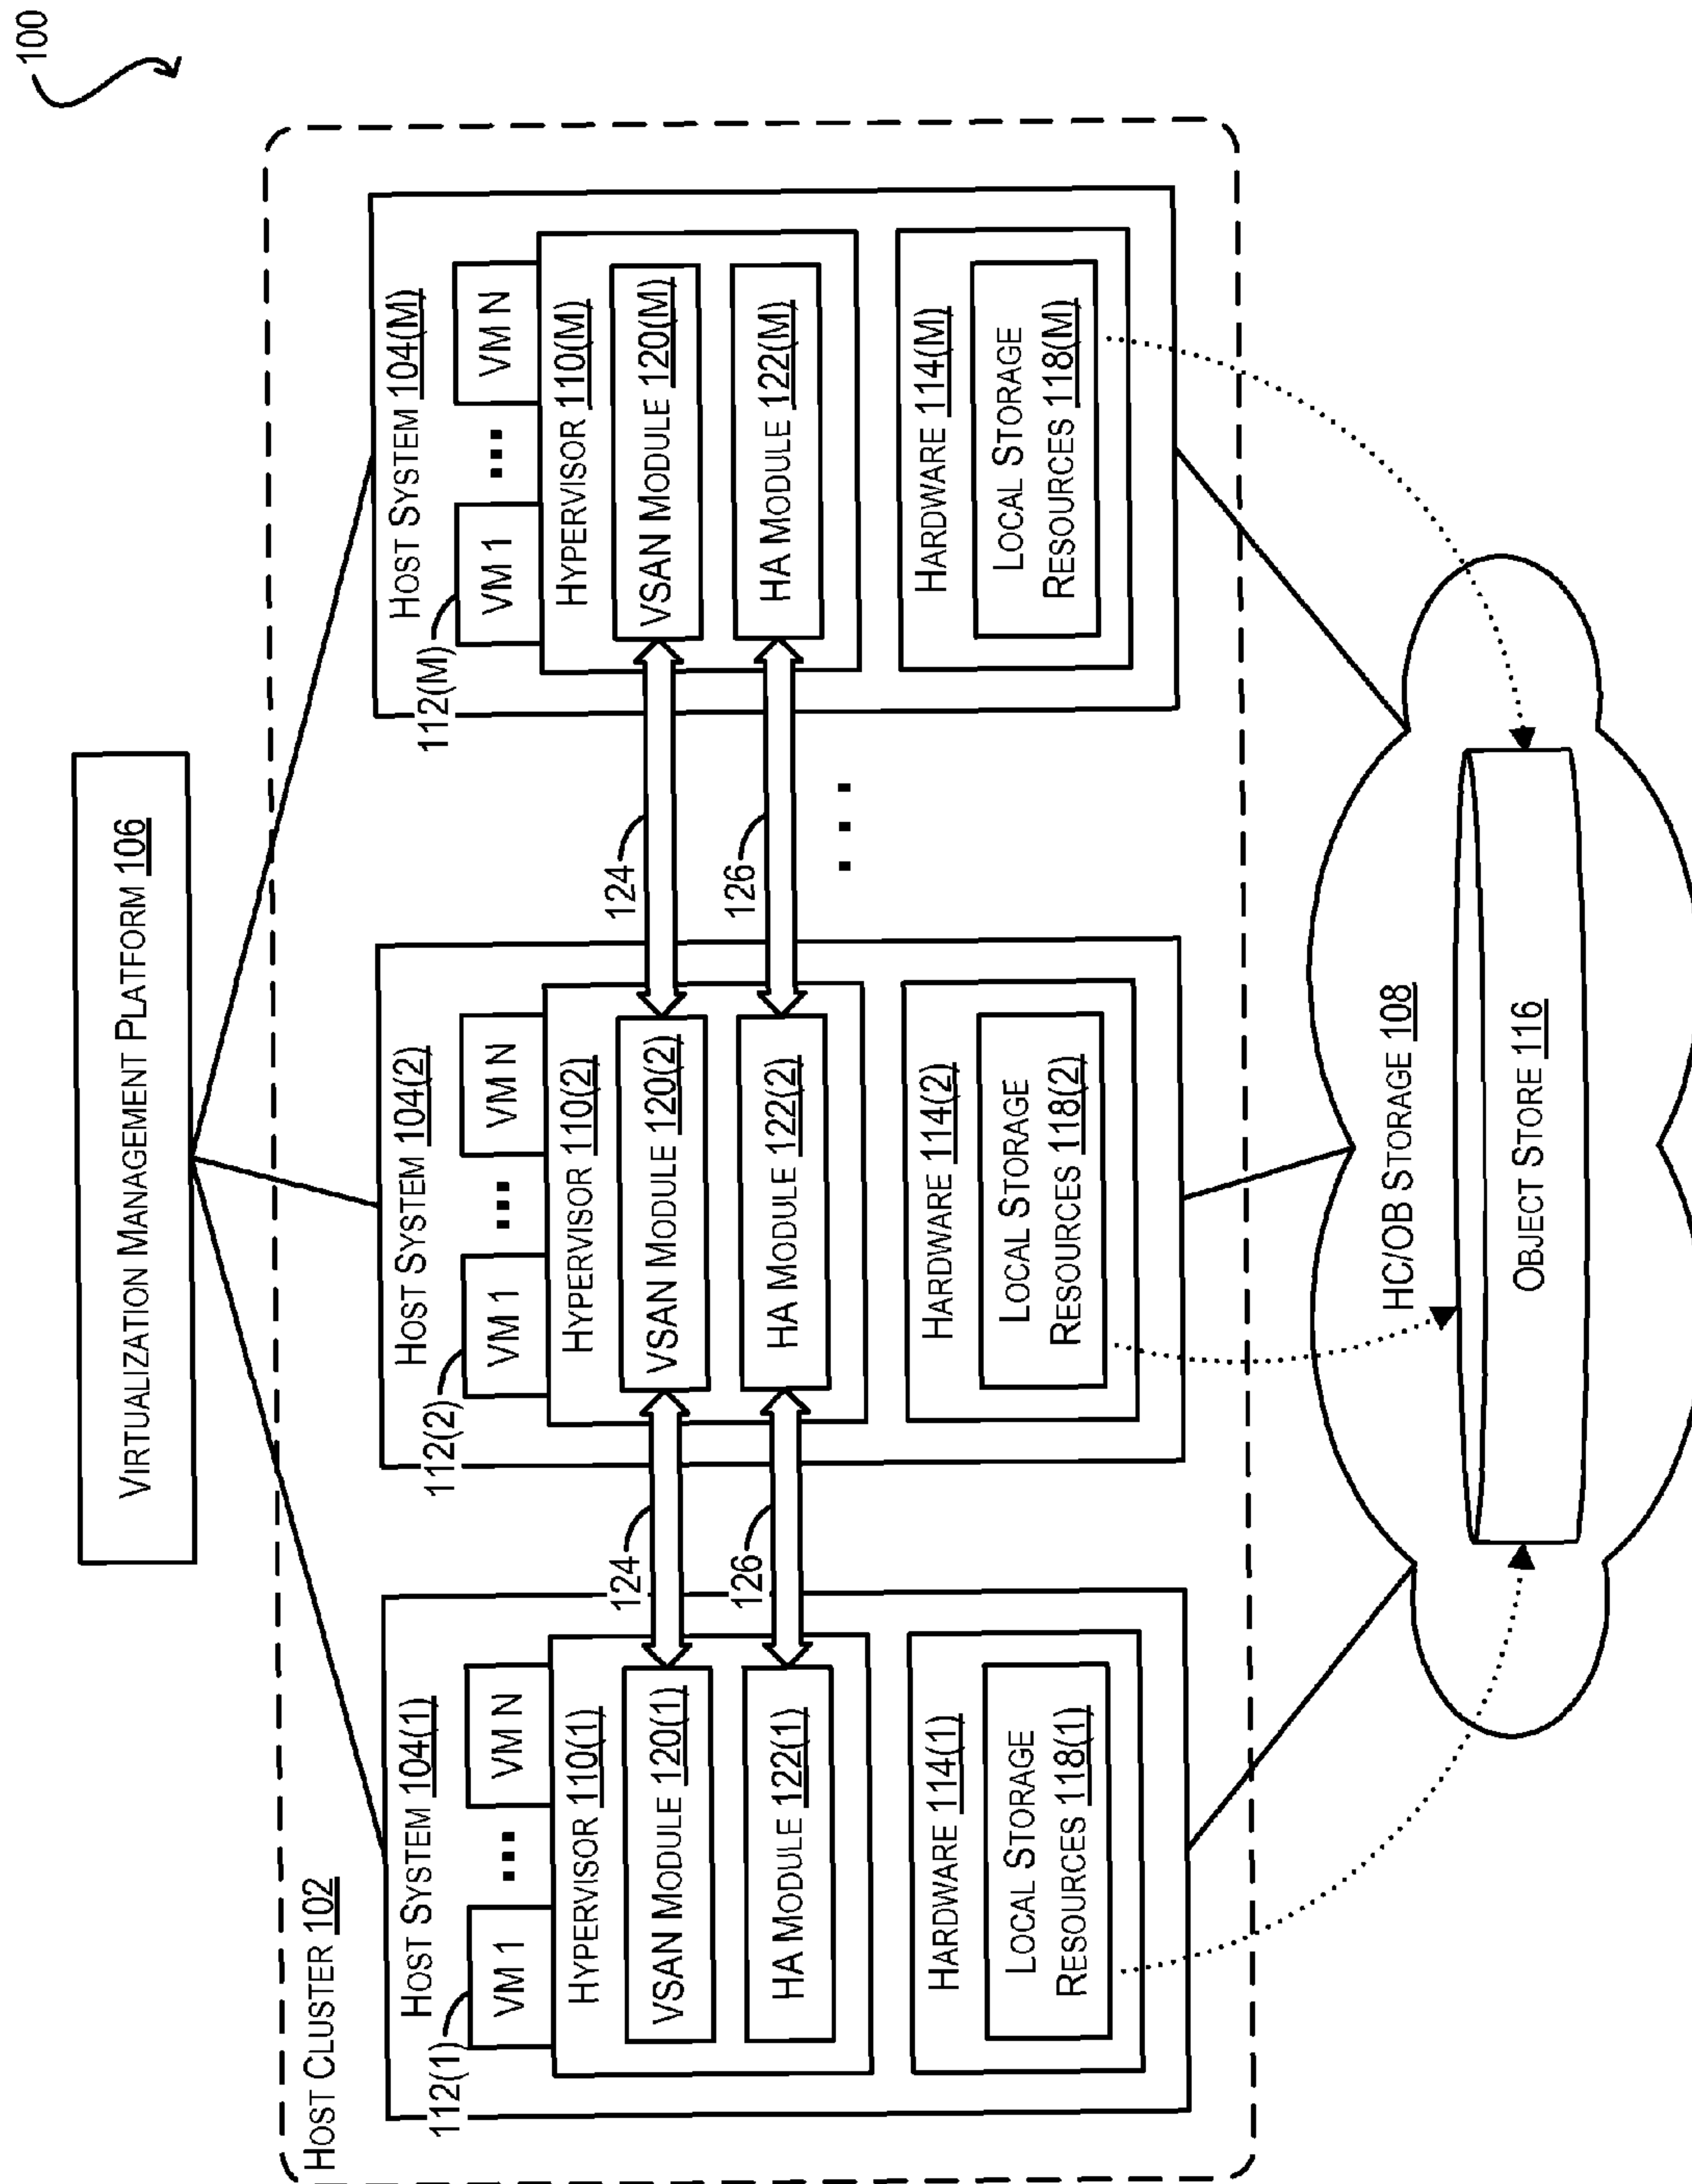 100
VIRTUALIZATION MANAGEMENT PLATFORM 106
HOST CLUSTER 102
HOST SYSTEM 104(1)
112(1)
VM 1
...
VM N
HYPERVISOR 110(1)
VSAN MODULE 120(1)
HA MODULE 122(1)
HARDWARE 114(1)
LOCAL STORAGE
RESOURCES 118(1)
124
126
HOST SYSTEM 104(2)
112(2)
VM 1
...
VM N
HYPERVISOR 110(2)
VSAN MODULE 120(2)
HA MODULE 122(2)
HARDWARE 114(2)
LOCAL STORAGE
RESOURCES 118(2)
124
126
...
HOST SYSTEM 104(M)
112(M)
VM 1
...
VM N
HYPERVISOR 110(M)
VSAN MODULE 120(M)
HA MODULE 122(M)
HARDWARE 114(M)
LOCAL STORAGE
RESOURCES 118(M)
HC/OB STORAGE 108
OBJECT STORE 116